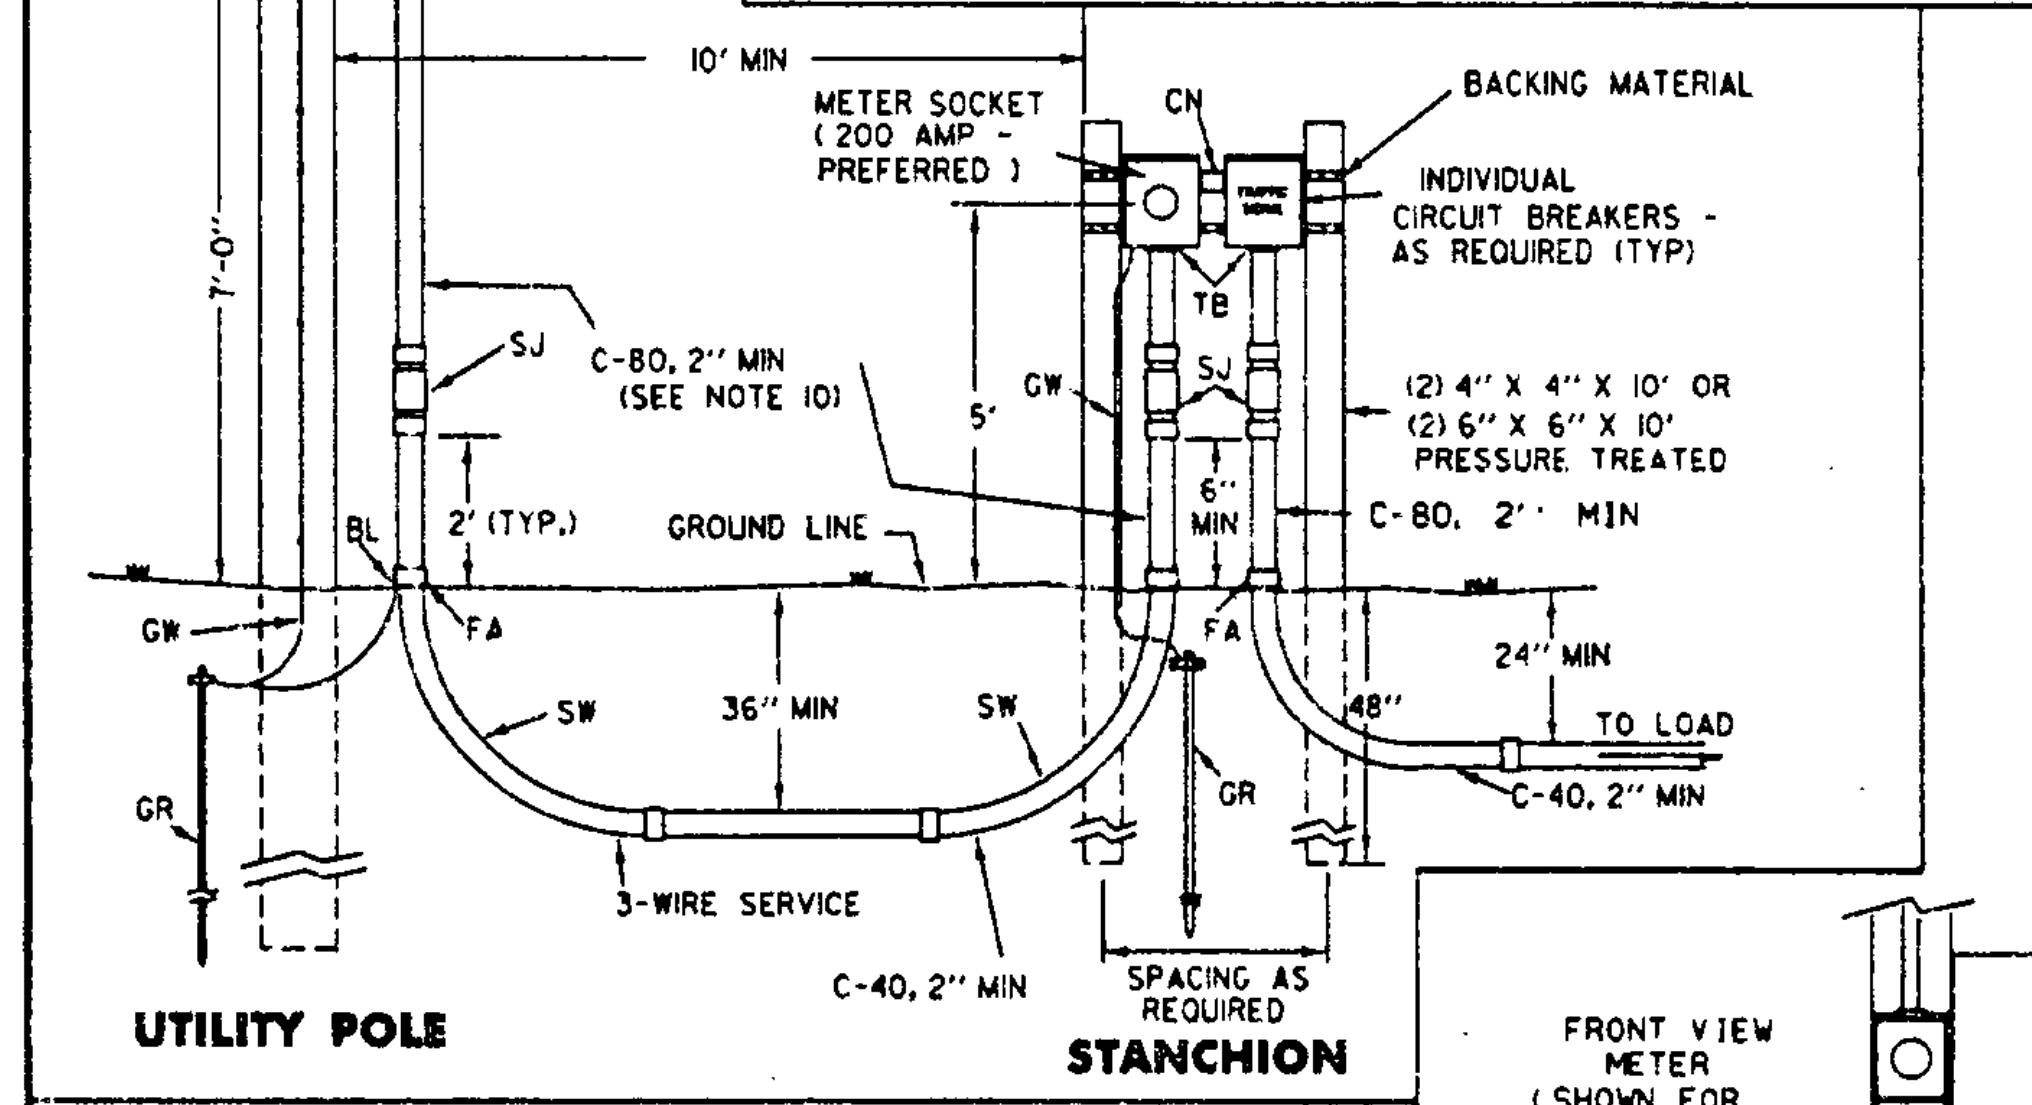 10' MIN
METER SOCKET
(200 AMP -
PREFERRED )
CN
BACKING MATERIAL
INDIVIDUAL
CIRCUIT BREAKERS -
AS REQUIRED (TYP)
TRAFFIC
SIGNAL
7'-0"
TB
SJ
C-80, 2" MIN
(SEE NOTE 10)
GW
5'
SJ
(2) 4" X 4" X 10' OR
(2) 6" X 6" X 10'
PRESSURE TREATED
6"
MIN
C-80, 2" MIN
BL
2' (TYP.)
GROUND LINE
GW
FA
FA
24" MIN
SW
36" MIN
SW
48"
TO LOAD
GR
GR
C-40, 2" MIN
3-WIRE SERVICE
C-40, 2" MIN
SPACING AS
REQUIRED
UTILITY POLE
STANCHION
FRONT VIEW
METER
(SHOWN FOR